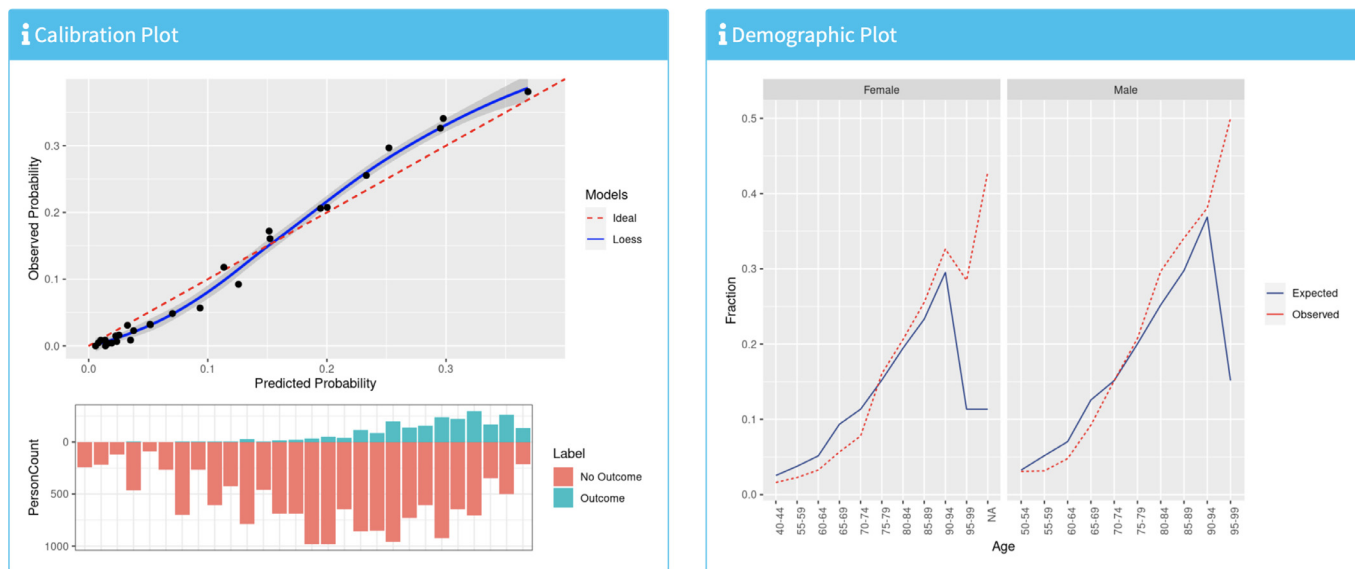 i Calibration Plot
0.3
0.2
0.1
0.0
Observed Probability
0.0 0.1 0.2 0.3
Predicted Probability
Models
Ideal
Loess
0
500
1000
PersonCount
Label
No Outcome
Outcome
i Demographic Plot
Female Male
0.5
0.4
0.3
0.2
0.1
0.0
Fraction
40-44 55-59 60-64 65-69 70-74 75-79 80-84 85-89 90-94 95-99 NA
50-54 55-59 60-64 65-69 70-74 75-79 80-84 85-89 90-94 95-99
Age
Expected
Observed